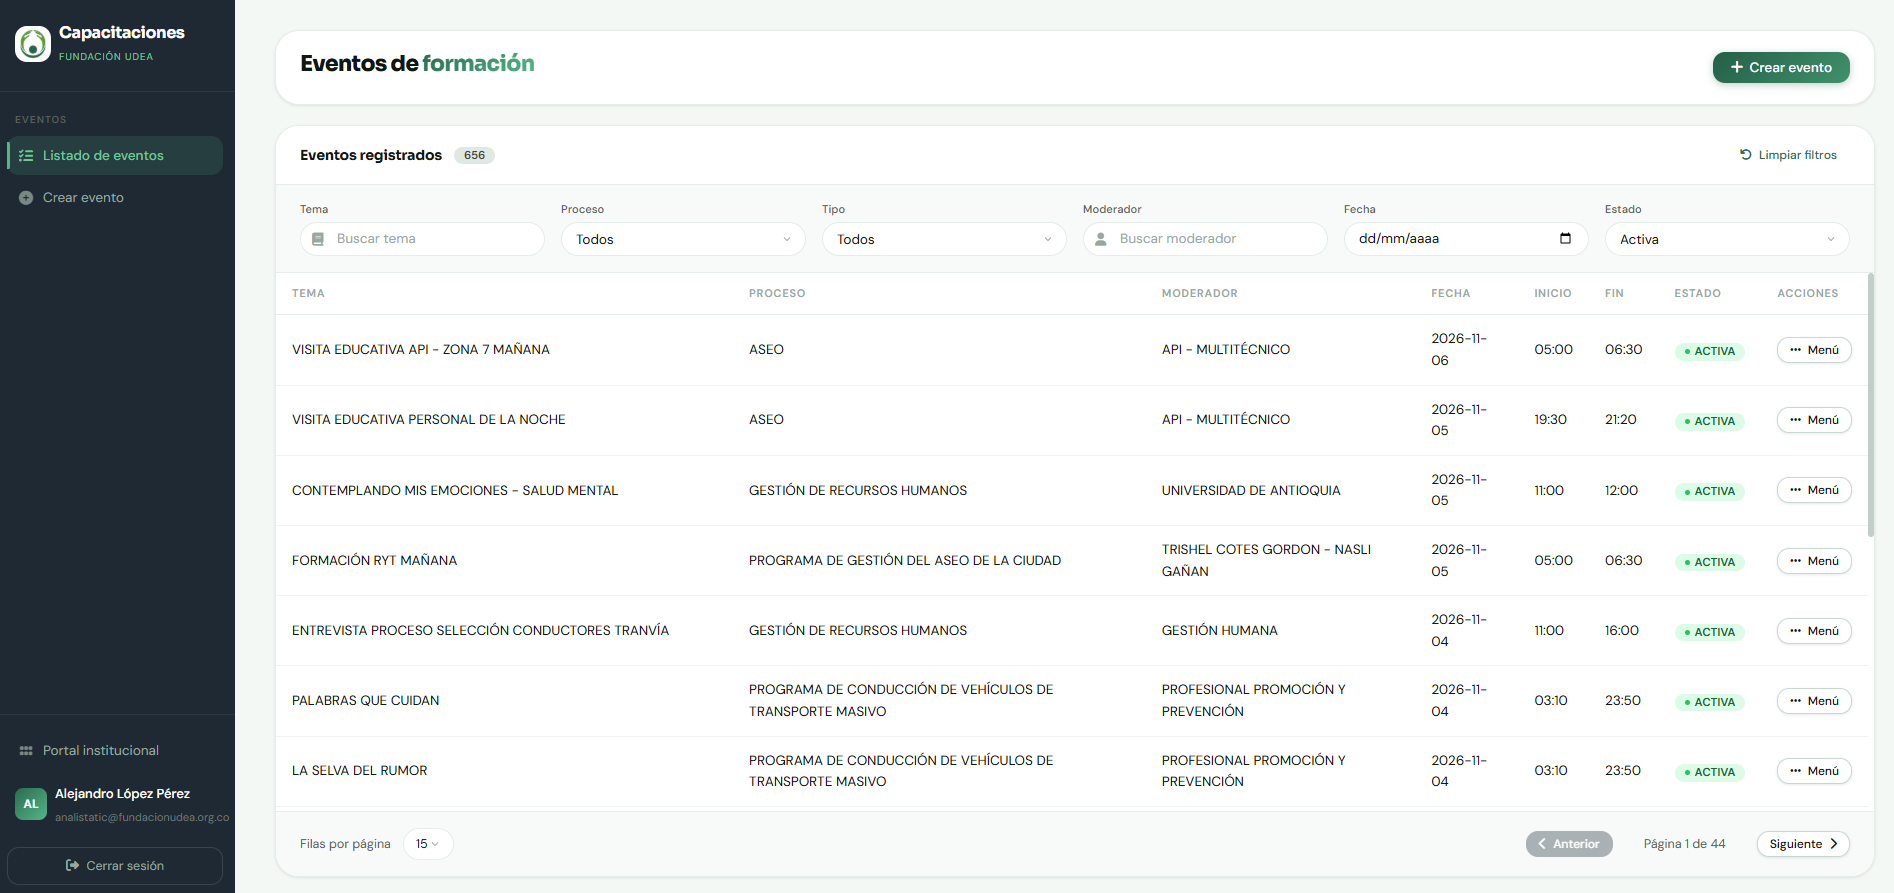 Capacitaciones
FUNDACIÓN UDEA
EVENTOS
Listado de eventos
Crear evento
Portal institucional
AL
Alejandro López Pérez
analistatic@fundacionudea.org.co
Cerrar sesión
Eventos de formación
Crear evento
Eventos registrados 656
Limpiar filtros
Tema Proceso Tipo Moderador Fecha Estado
Buscar tema Todos Todos Buscar moderador dd/mm/aaaa Activa
TEMA PROCESO MODERADOR FECHA INICIO FIN ESTADO ACCIONES
VISITA EDUCATIVA API - ZONA 7 MAÑANA ASEO API - MULTITÉCNICO 2026-11-
06 05:00 06:30 ACTIVA Menú
VISITA EDUCATIVA PERSONAL DE LA NOCHE ASEO API - MULTITÉCNICO 2026-11-
05 19:30 21:20 ACTIVA Menú
CONTEMPLANDO MIS EMOCIONES - SALUD MENTAL GESTIÓN DE RECURSOS HUMANOS UNIVERSIDAD DE ANTIOQUIA 2026-11-
05 11:00 12:00 ACTIVA Menú
FORMACIÓN RYT MAÑANA PROGRAMA DE GESTIÓN DEL ASEO DE LA CIUDAD TRISHEL COTES GORDON - NASLI
GAÑAN 2026-11-
05 05:00 06:30 ACTIVA Menú
ENTREVISTA PROCESO SELECCIÓN CONDUCTORES TRANVÍA GESTIÓN DE RECURSOS HUMANOS GESTIÓN HUMANA 2026-11-
04 11:00 16:00 ACTIVA Menú
PALABRAS QUE CUIDAN PROGRAMA DE CONDUCCIÓN DE VEHÍCULOS DE
TRANSPORTE MASIVO PROFESIONAL PROMOCIÓN Y
PREVENCIÓN 2026-11-
04 03:10 23:50 ACTIVA Menú
LA SELVA DEL RUMOR PROGRAMA DE CONDUCCIÓN DE VEHÍCULOS DE
TRANSPORTE MASIVO PROFESIONAL PROMOCIÓN Y
PREVENCIÓN 2026-11-
04 03:10 23:50 ACTIVA Menú
Filas por página 15
Anterior Página 1 de 44 Siguiente